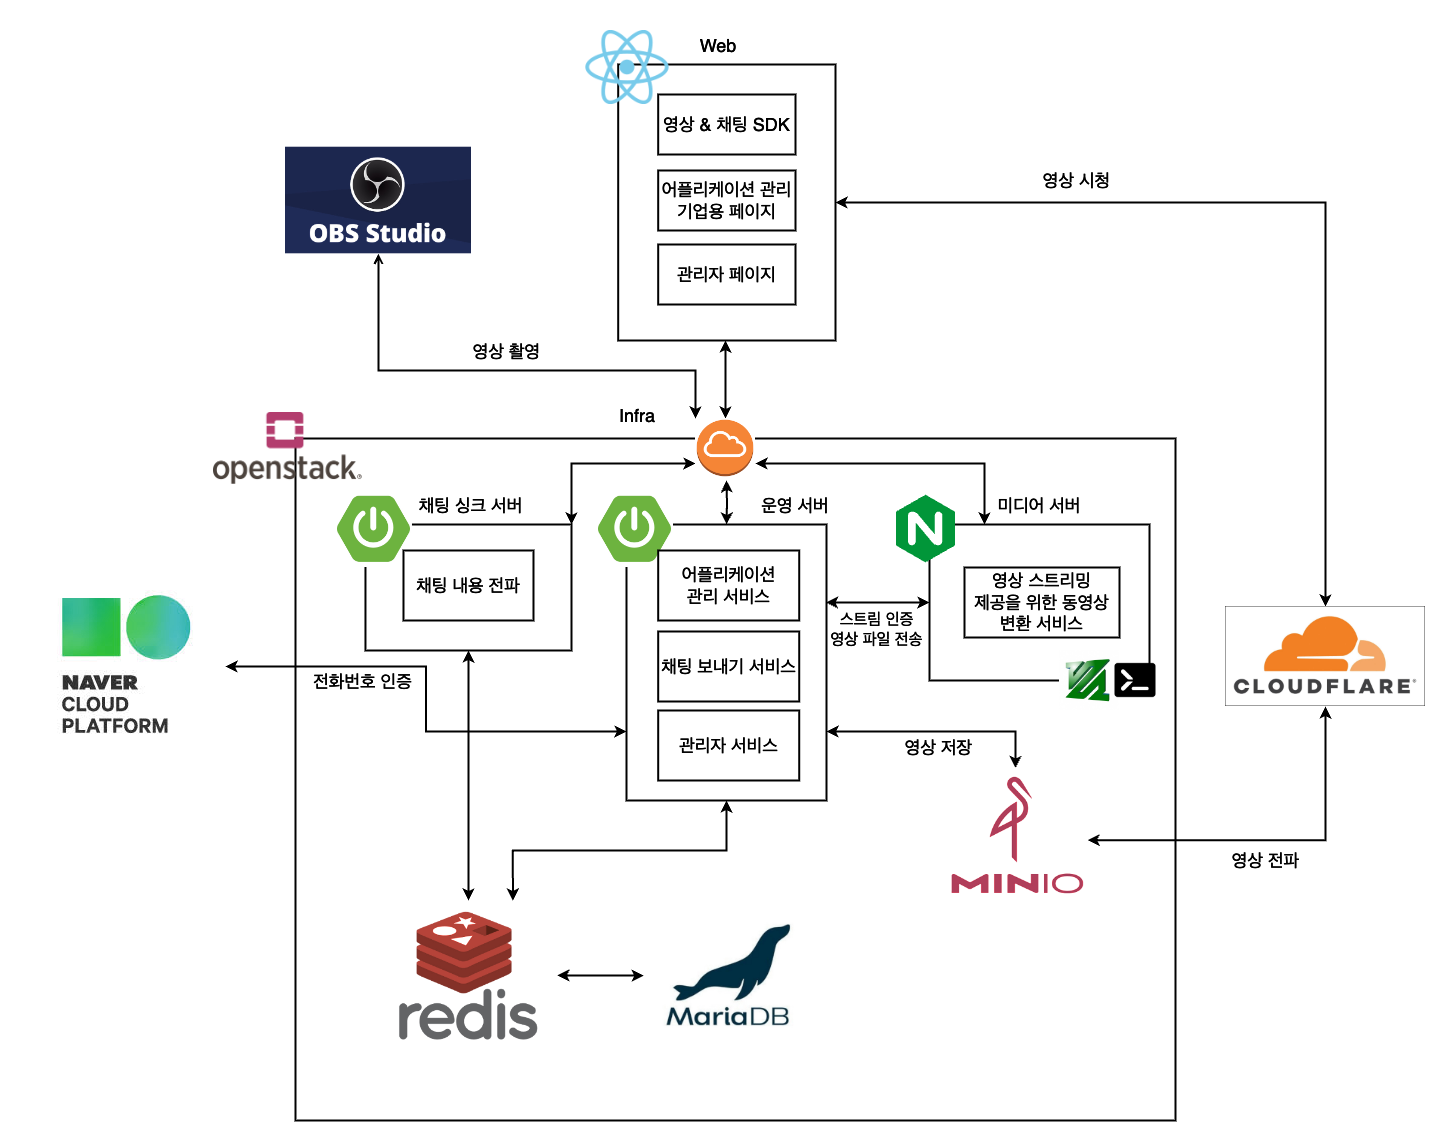 Web
영상 & 채팅 SDK
어플리케이션 관리
기업용 페이지
관리자 페이지
영상 시청
OBS Studio
영상 촬영
Infra
openstack.
채팅 싱크 서버
운영 서버
미디어 서버
채팅 내용 전파
어플리케이션
관리 서비스
영상 스트리밍
제공을 위한 동영상
변환 서비스
스트림 인증
영상 파일 전송
채팅 보내기 서비스
관리자 서비스
NAVER
CLOUD
PLATFORM
전화번호 인증
CLOUDFLARE
영상 저장
MINIO
영상 전파
redis
MariaDB